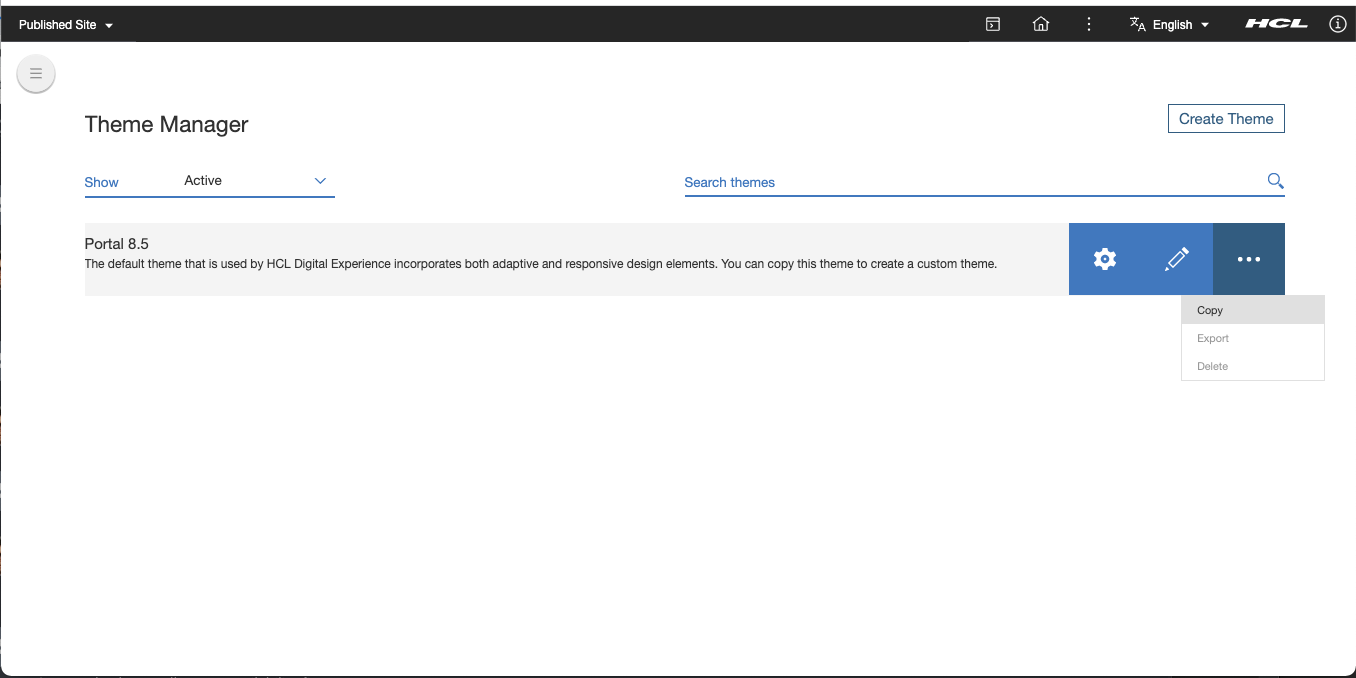 Published Site
English
HCL
Theme Manager
Create Theme
Show
Active
Search themes
Portal 8.5
The default theme that is used by HCL Digital Experience incorporates both adaptive and responsive design elements. You can copy this theme to create a custom theme.
Copy
Export
Delete